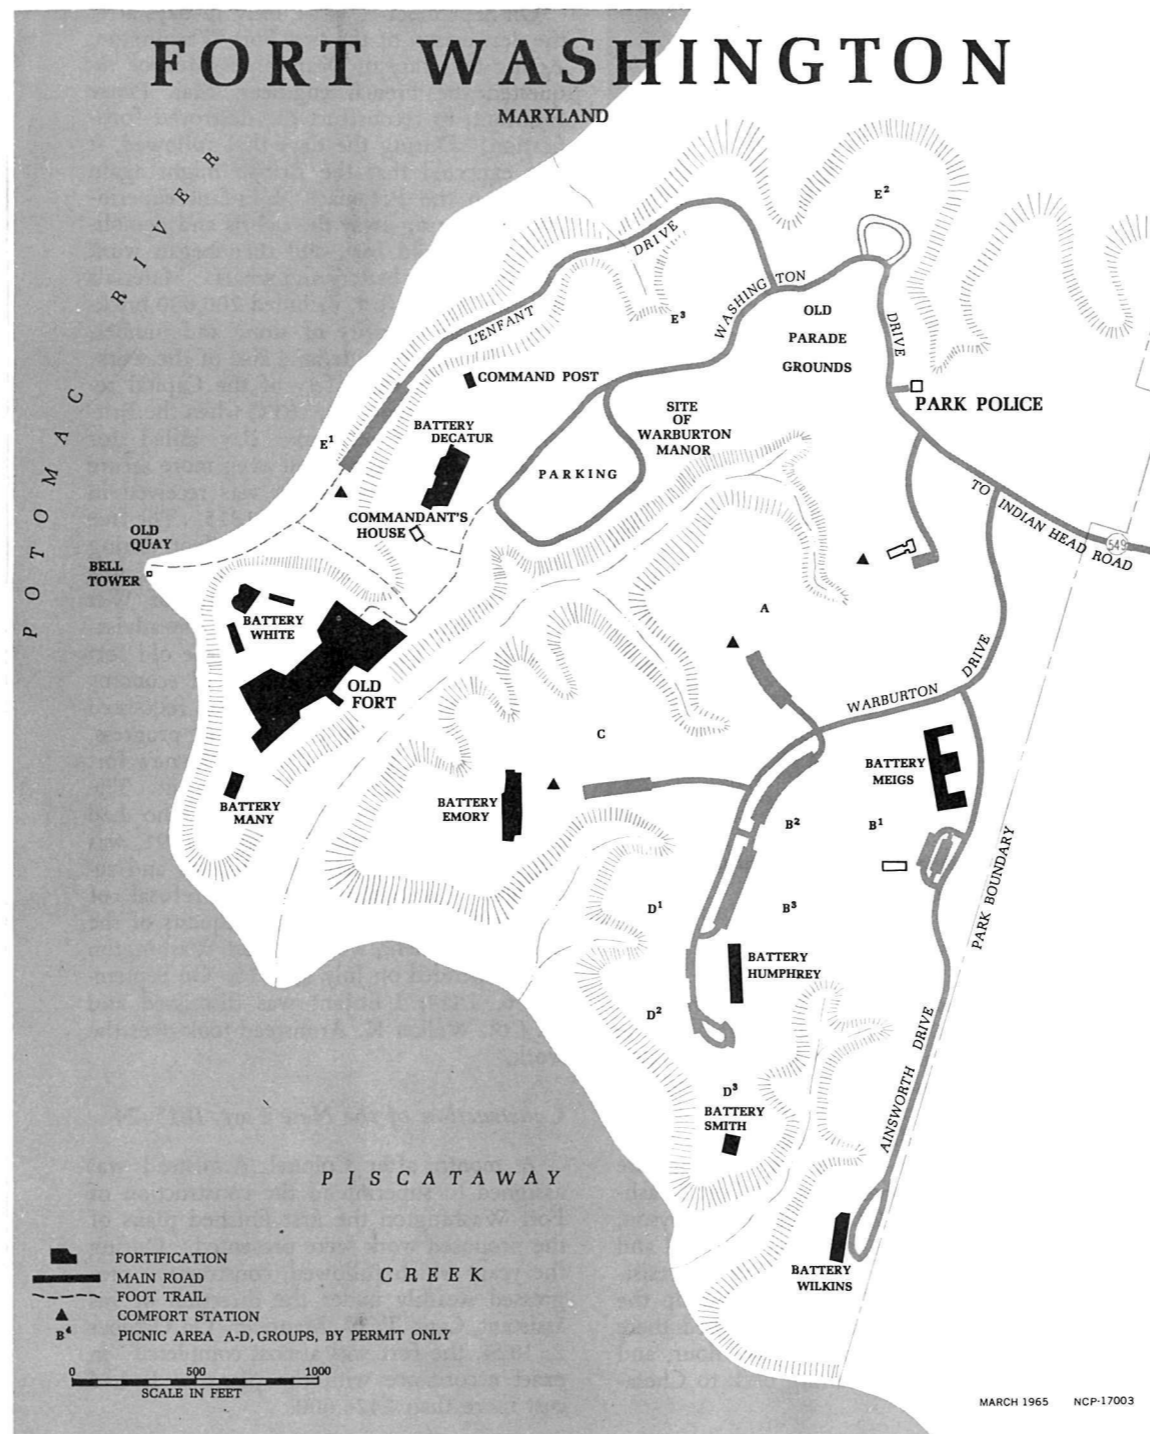 FORT WASHINGTON
MARYLAND
POTOMAC RIVER
E²
DRIVE
WASHINGTON
L'ENFANT
E³
OLD
PARADE
GROUNDS
DRIVE
COMMAND POST
PARK POLICE
SITE
OF
WARBURTON
MANOR
BATTERY
DECATUR
E¹
PARKING
TO INDIAN HEAD ROAD
549
COMMANDANT'S
HOUSE
OLD
QUAY
BELL
TOWER
A
BATTERY
WHITE
OLD
FORT
WARBURTON DRIVE
C
BATTERY
MEIGS
BATTERY
MANY
BATTERY
EMORY
B²
B¹
PARK BOUNDARY
D¹
B³
BATTERY
HUMPHREY
D²
AINSWORTH DRIVE
D³
BATTERY
SMITH
PISCATAWAY
CREEK
BATTERY
WILKINS
FORTIFICATION
MAIN ROAD
FOOT TRAIL
COMFORT STATION
B⁴ PICNIC AREA A-D, GROUPS, BY PERMIT ONLY
0 500 1000
SCALE IN FEET
MARCH 1965 NCP-17003